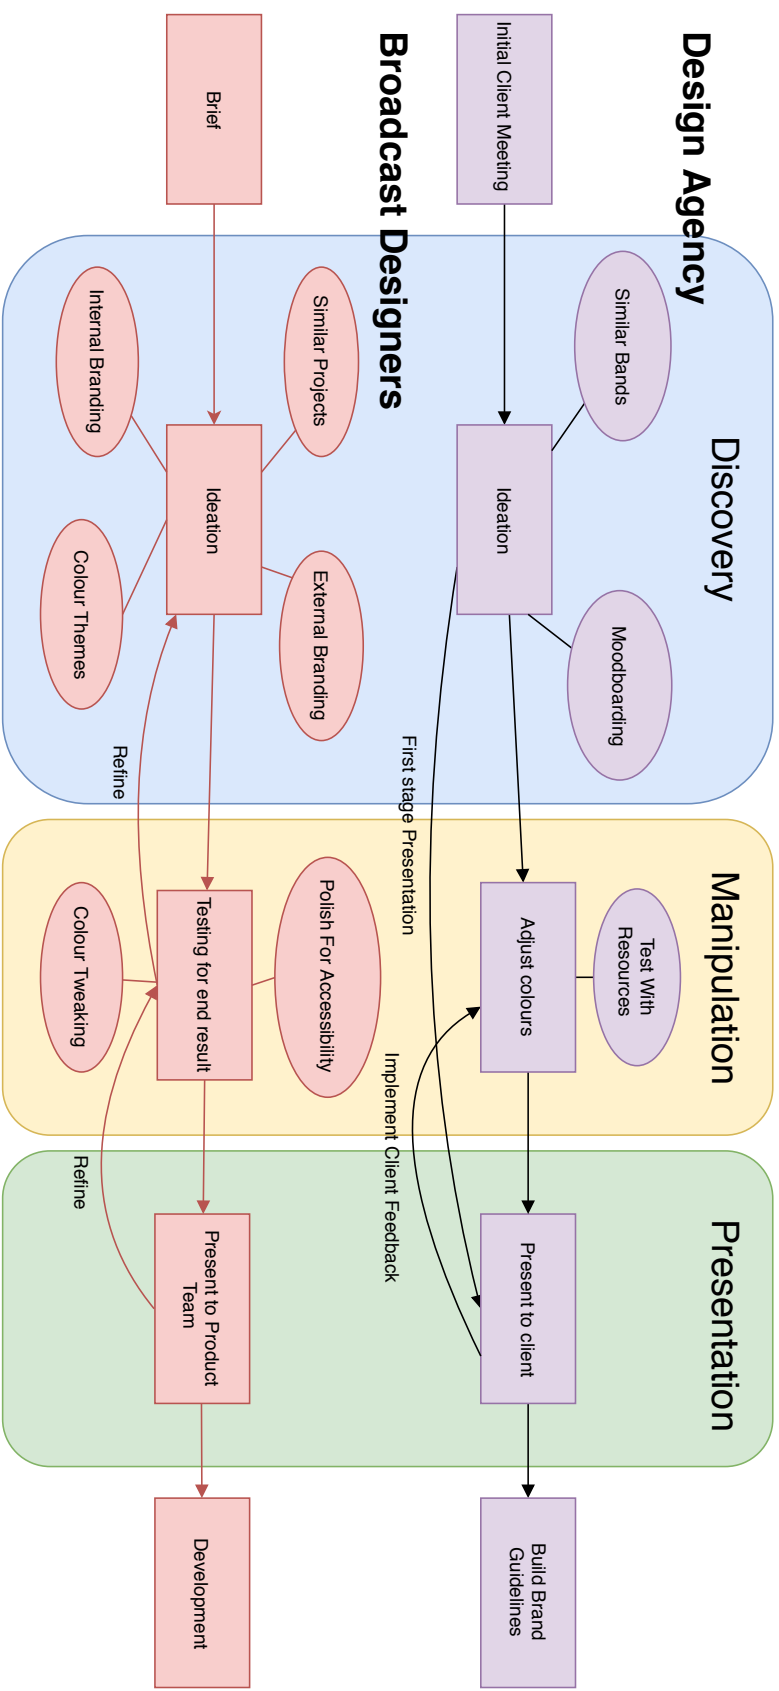 Design Agency
Discovery
Manipulation
Presentation
Similar Bands
Moodboarding
Test With
Resources
Initial Client Meeting
Ideation
Adjust colours
Present to client
Build Brand
Guidelines
First stage Presentation
Implement Client Feedback
Broadcast Designers
Similar Projects
External Branding
Polish For Accessibility
Brief
Ideation
Testing for end result
Present to Product
Team
Development
Refine
Refine
Internal Branding
Colour Themes
Colour Tweaking